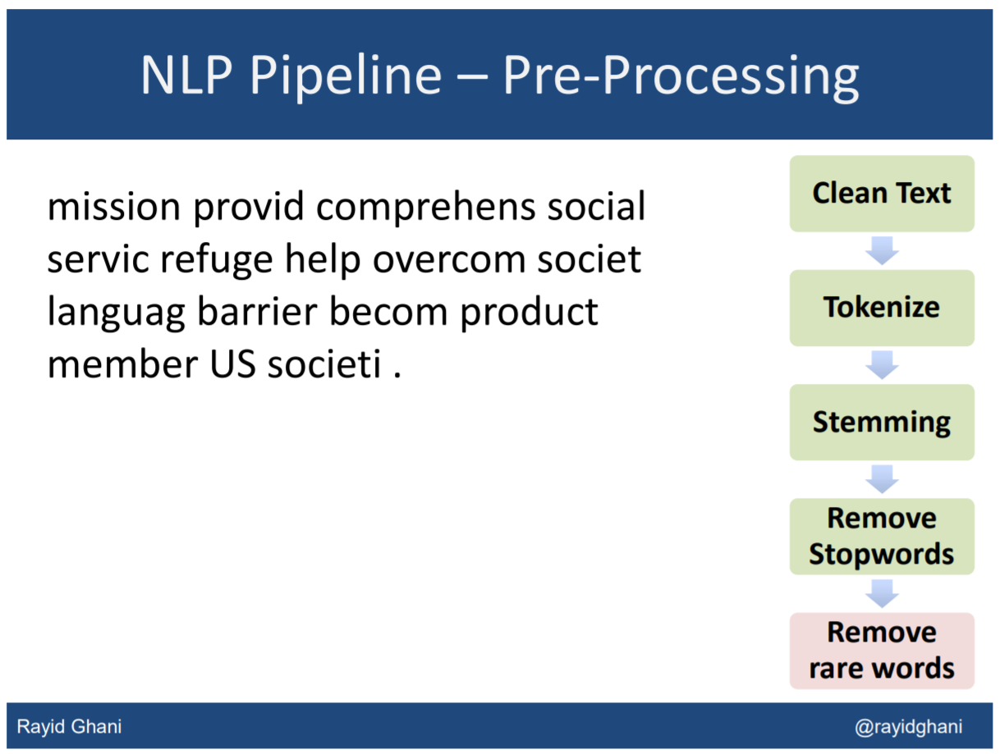 NLP Pipeline – Pre-Processing
mission provid comprehens social
servic refuge help overcom societ
languag barrier becom product
member US societi .
Clean Text
Tokenize
Stemming
Remove
Stopwords
Remove
rare words
Rayid Ghani
@rayidghani